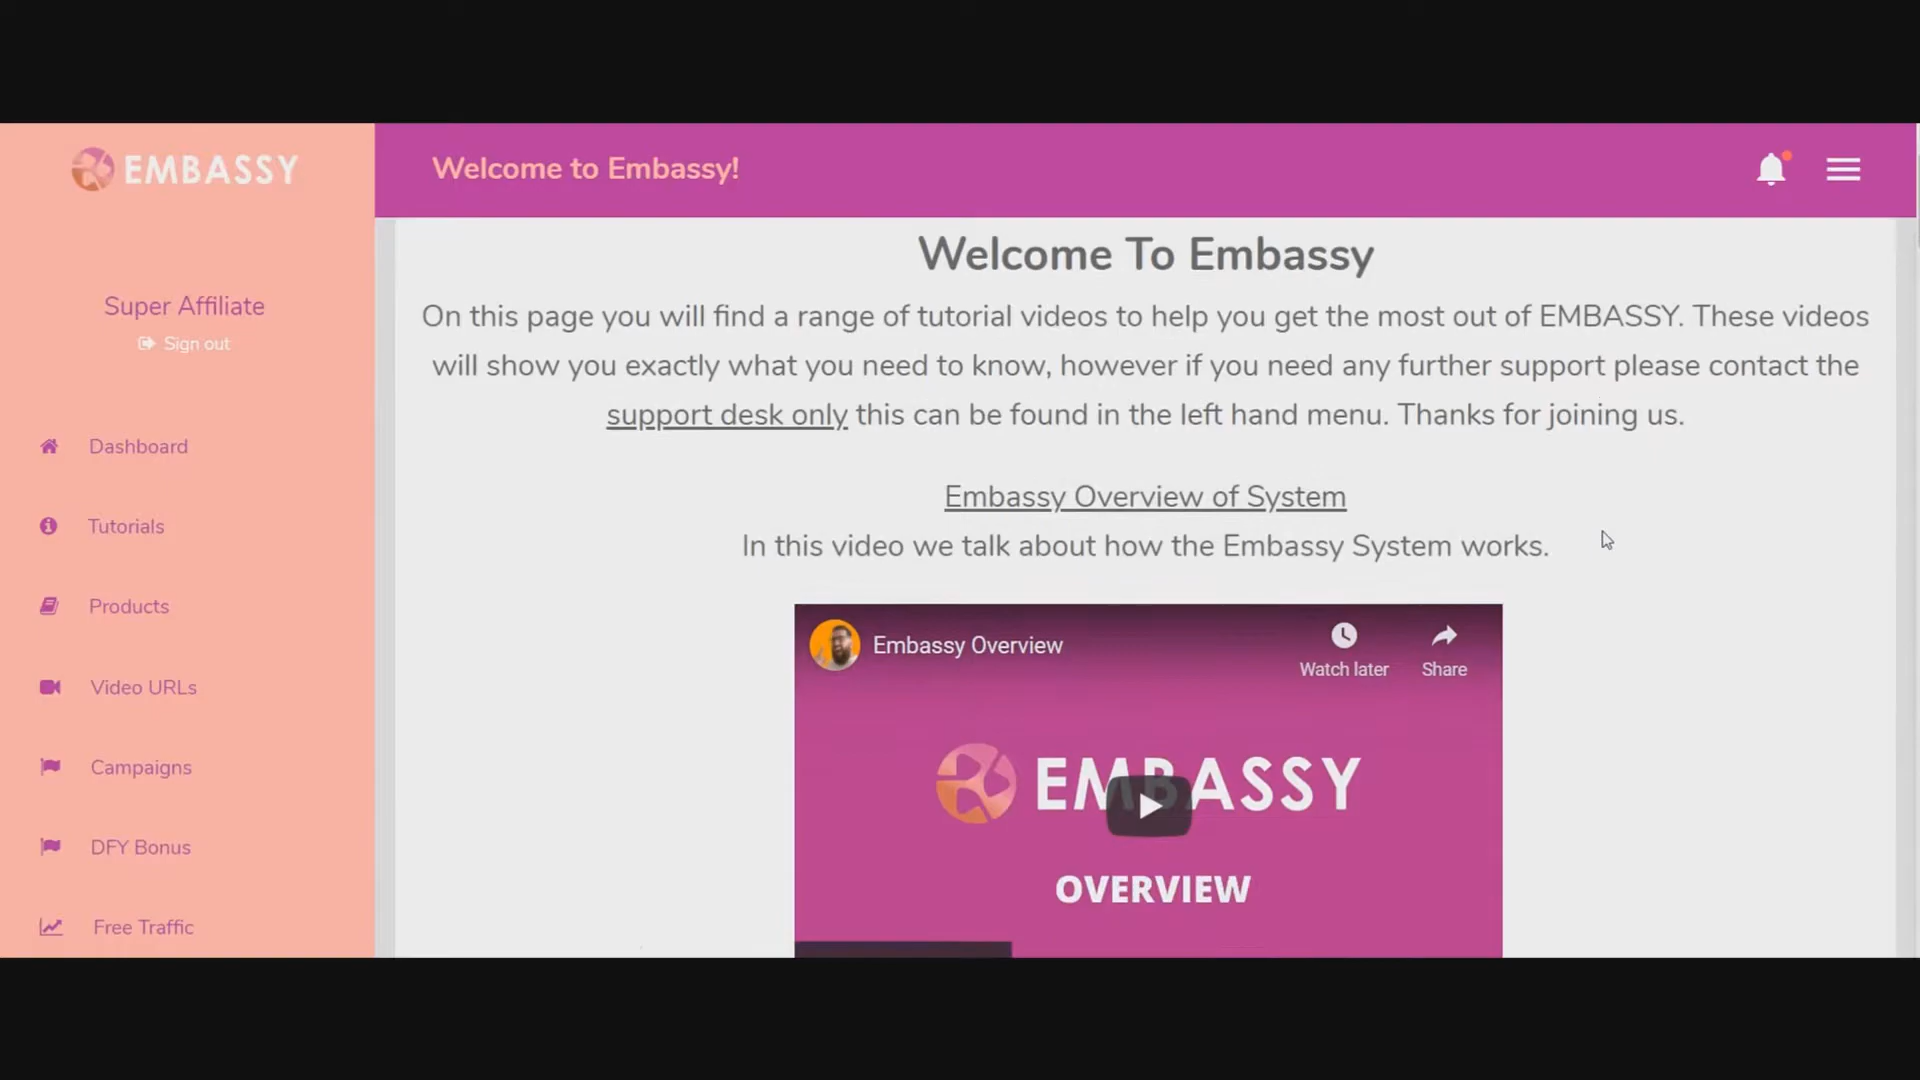 EMBASSY
Welcome to Embassy!
Super Affiliate
Sign out
Dashboard
Tutorials
Products
Video URLs
Campaigns
DFY Bonus
Free Traffic
Welcome To Embassy
On this page you will find a range of tutorial videos to help you get the most out of EMBASSY. These videos
will show you exactly what you need to know, however if you need any further support please contact the
support desk only this can be found in the left hand menu. Thanks for joining us.
Embassy Overview of System
In this video we talk about how the Embassy System works.
Embassy Overview
Watch later
Share
EMBASSY
OVERVIEW